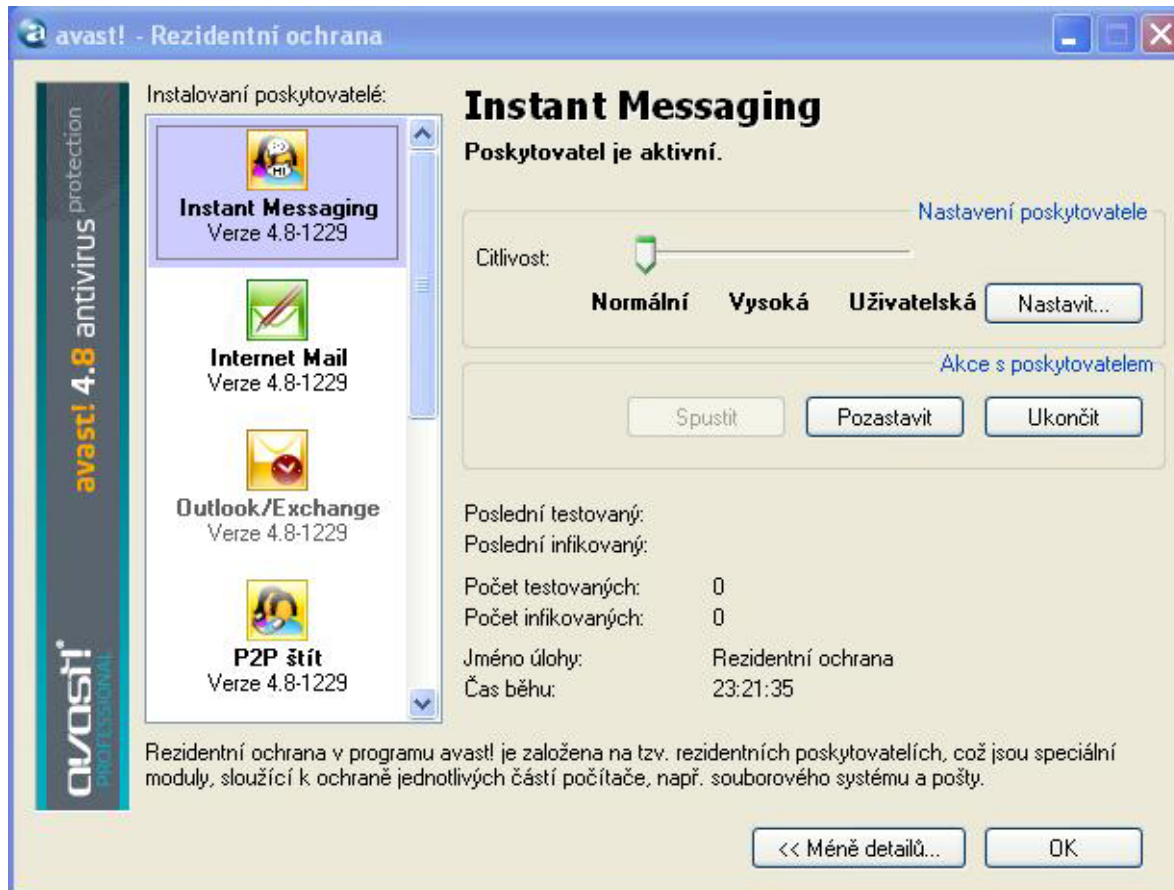 avast! - Rezidentní ochrana
avast! 4.8 antivirus protection
avast!
PROFESSIONAL
Instalovaní poskytovatelé:
HI
Instant Messaging
Verze 4.8-1229
Internet Mail
Verze 4.8-1229
Outlook/Exchange
Verze 4.8-1229
P2P štít
Verze 4.8-1229
Instant Messaging
Poskytovatel je aktivní.
Nastavení poskytovatele
Citlivost:
Normální Vysoká Uživatelská Nastavit...
Akce s poskytovatelem
Spustit Pozastavit Ukončit
Poslední testovaný:
Poslední infikovaný:
Počet testovaných: 0
Počet infikovaných: 0
Jméno úlohy: Rezidentní ochrana
Čas běhu: 23:21:35
Rezidentní ochrana v programu avast! je založena na tzv. rezidentních poskytovatelích, což jsou speciální
moduly, sloužící k ochraně jednotlivých částí počítače, např. souborového systému a pošty.
<< Méně detailů... OK